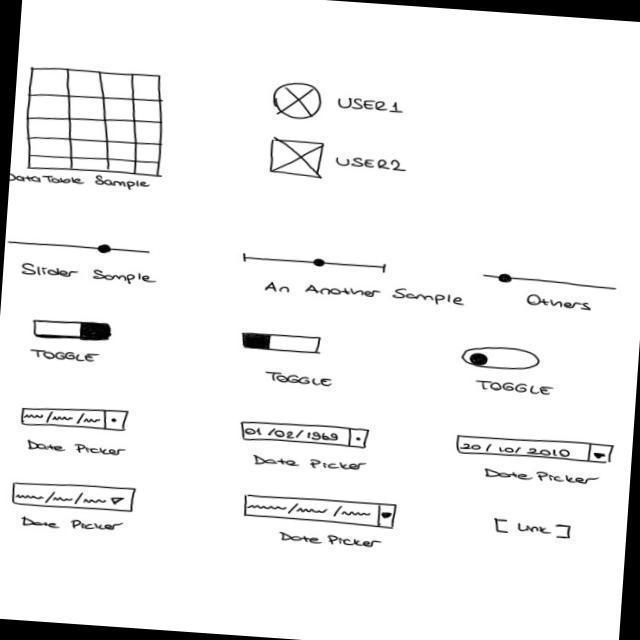 USER1
USER2
DataTable Sample
Slider Sample
An Another Sample
Others
TOGGLE
TOGGLE
TOGGLE
Date Picker
01/02/1969
Date Picker
20/10/2010
Date Picker
Date Picker
Date Picker
[ Link ]